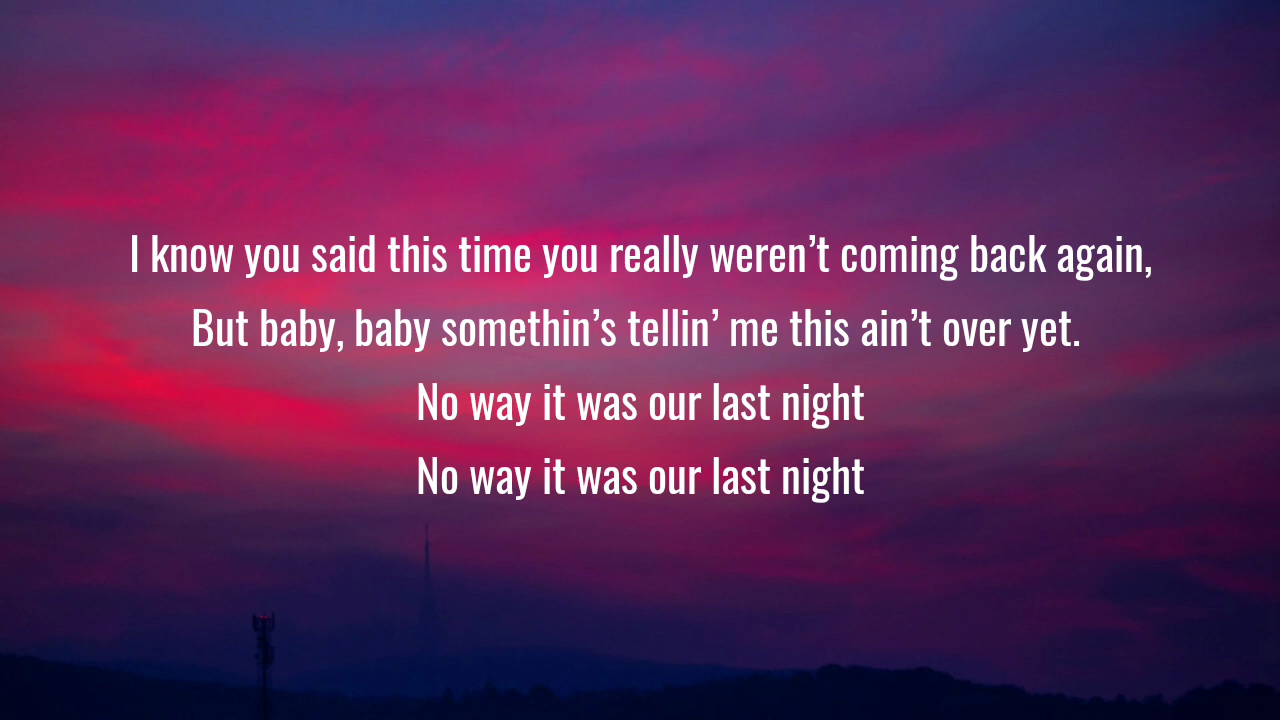 I know you said this time you really weren’t coming back again,
But baby, baby somethin’s tellin’ me this ain’t over yet.
No way it was our last night
No way it was our last night